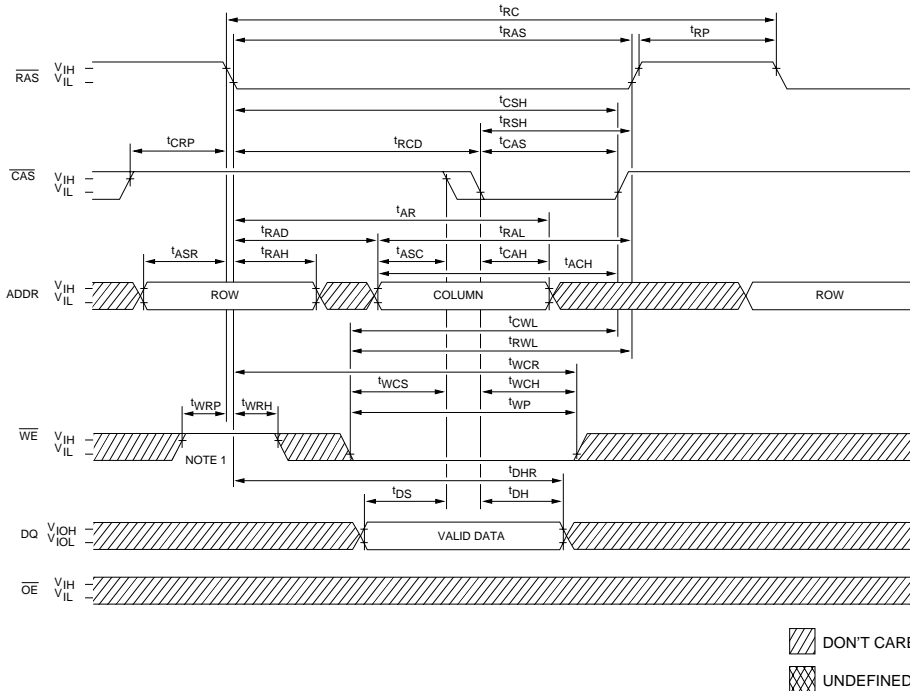 tRC
tRAS
tRP
RAS VIH
VIL
tCSH
tRSH
tCRP
tRCD
tCAS
CAS VIH
VIL
tAR
tRAD
tRAL
tASR
tRAH
tASC
tCAH
tACH
ADDR VIH
VIL
ROW
COLUMN
ROW
tCWL
tRWL
tWCR
tWCS
tWCH
tWRP
tWRH
tWP
WE VIH
VIL
NOTE 1
tDHR
tDS
tDH
DQ VIOH
VIOL
VALID DATA
OE VIH
VIL
DON'T CARE
UNDEFINED